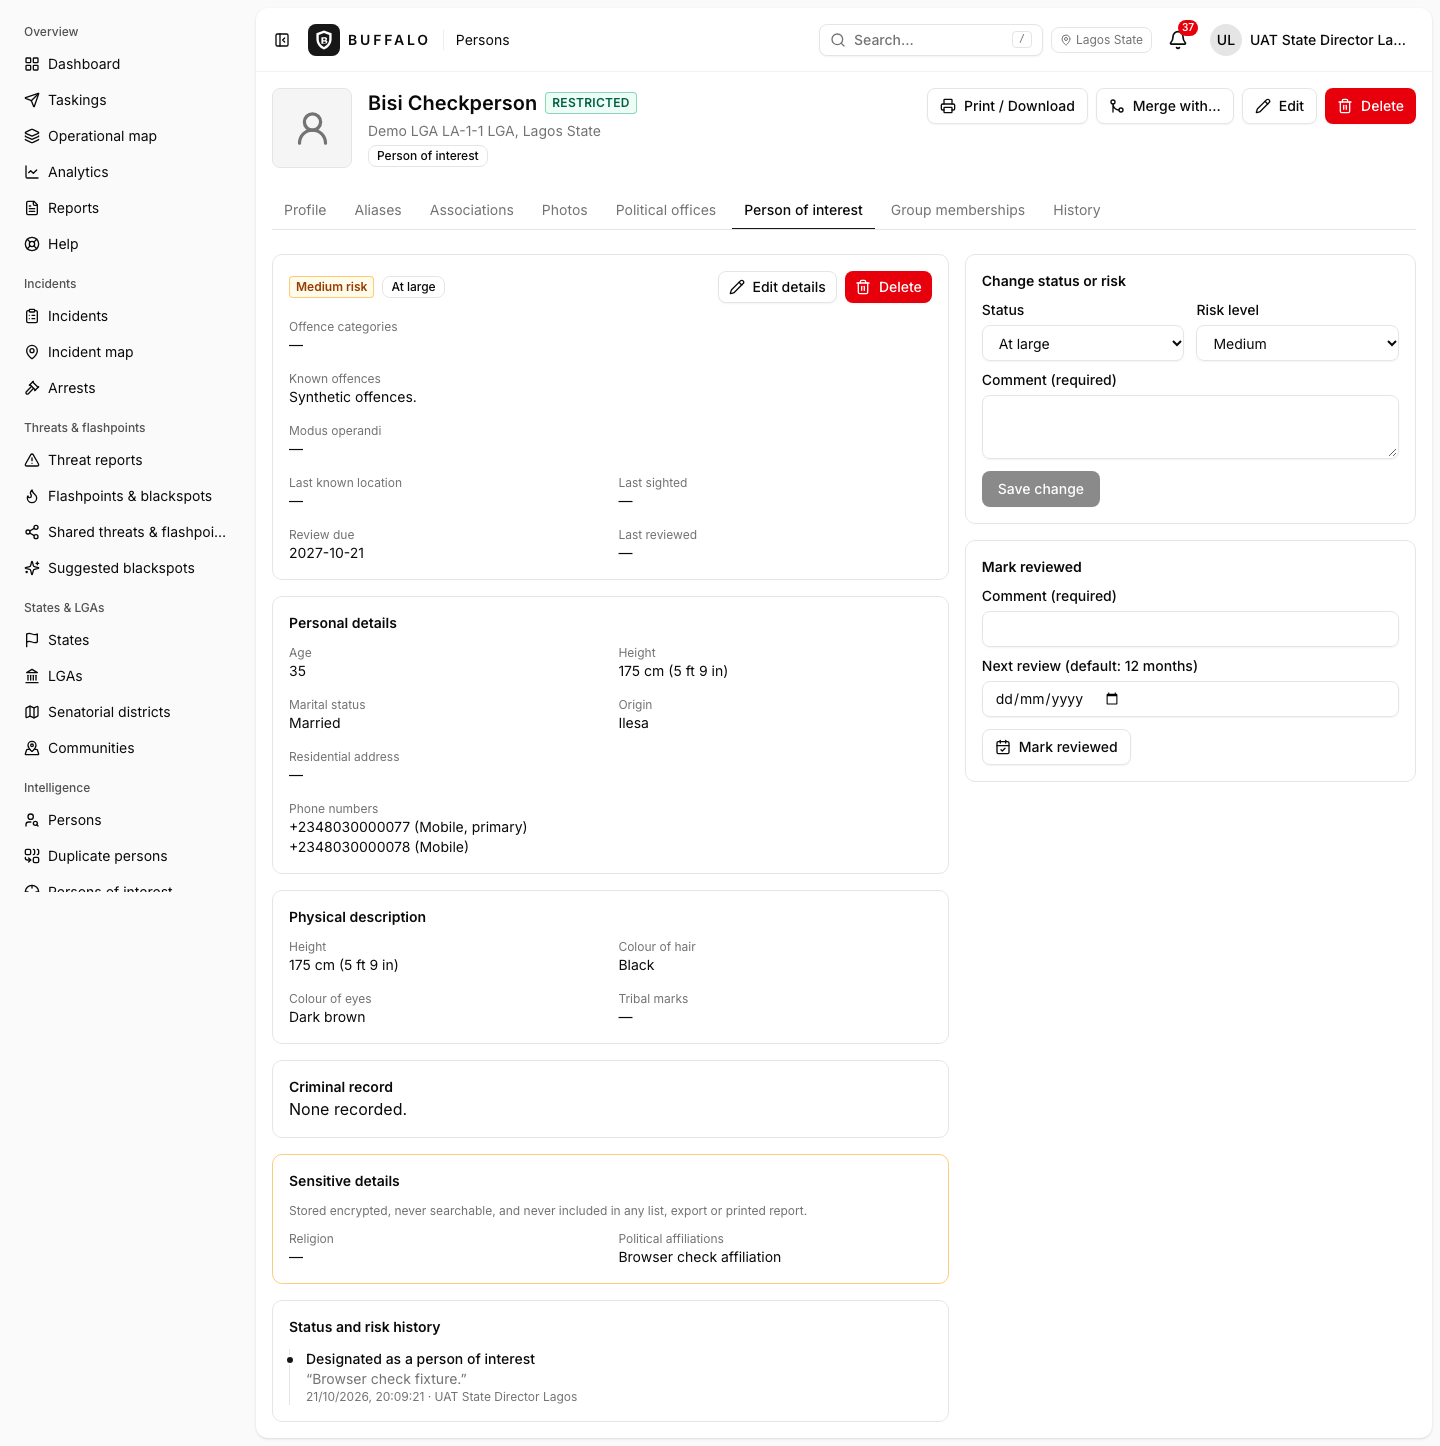 Overview
Dashboard
Taskings
Operational map
Analytics
Reports
Help
Incidents
Incidents
Incident map
Arrests
Threats & flashpoints
Threat reports
Flashpoints & blackspots
Shared threats & flashpoi...
Suggested blackspots
States & LGAs
States
LGAs
Senatorial districts
Communities
Intelligence
Persons
Duplicate persons
Persons of interest
BUFFALO
Persons
Search...
/
Lagos State
37
UL
UAT State Director La...
Bisi Checkperson
RESTRICTED
Demo LGA LA-1-1 LGA, Lagos State
Person of interest
Print / Download
Merge with...
Edit
Delete
Profile
Aliases
Associations
Photos
Political offices
Person of interest
Group memberships
History
Medium risk
At large
Edit details
Delete
Offence categories
—
Known offences
Synthetic offences.
Modus operandi
—
Last known location
—
Last sighted
—
Review due
2027-10-21
Last reviewed
—
Personal details
Age
35
Height
175 cm (5 ft 9 in)
Marital status
Married
Origin
Ilesa
Residential address
—
Phone numbers
+2348030000077 (Mobile, primary)
+2348030000078 (Mobile)
Physical description
Height
175 cm (5 ft 9 in)
Colour of hair
Black
Colour of eyes
Dark brown
Tribal marks
—
Criminal record
None recorded.
Sensitive details
Stored encrypted, never searchable, and never included in any list, export or printed report.
Religion
—
Political affiliations
Browser check affiliation
Status and risk history
Designated as a person of interest
“Browser check fixture.”
21/10/2026, 20:09:21 · UAT State Director Lagos
Change status or risk
Status
At large
Risk level
Medium
Comment (required)
Save change
Mark reviewed
Comment (required)
Next review (default: 12 months)
dd/mm/yyyy
Mark reviewed